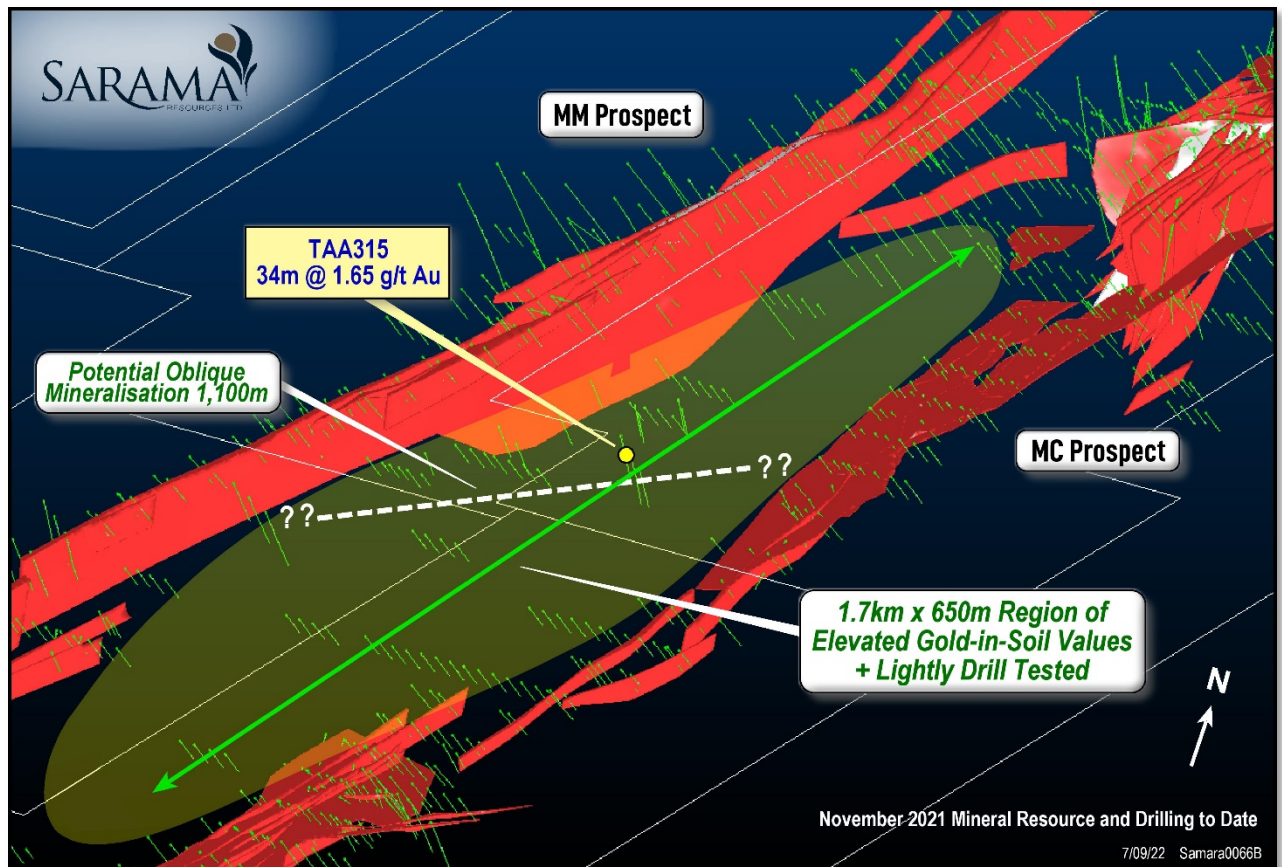 SARAMA
RESOURCES LTD
MM Prospect
TAA315
34m @ 1.65 g/t Au
Potential Oblique
Mineralisation 1,100m
MC Prospect
? ?
? ?
1.7km x 650m Region of
Elevated Gold-in-Soil Values
+ Lightly Drill Tested
N
November 2021 Mineral Resource and Drilling to Date
7/09/22 Samara0066B